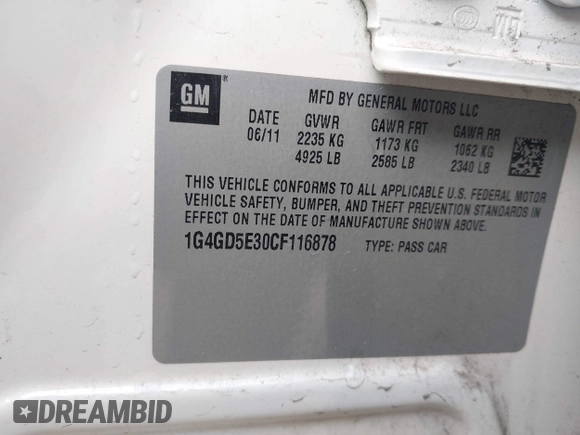 GM ®
MFD BY GENERAL MOTORS LLC
DATE GVWR GAWR FRT GAWR RR
06/11 2235 KG 1173 KG 1062 KG
4925 LB 2585 LB 2340 LB
THIS VEHICLE CONFORMS TO ALL APPLICABLE U.S. FEDERAL MOTOR
VEHICLE SAFETY, BUMPER, AND THEFT PREVENTION STANDARDS IN
EFFECT ON THE DATE OF MANUFACTURE SHOWN ABOVE.
1G4GD5E30CF116878 TYPE: PASS CAR
DREAMBID